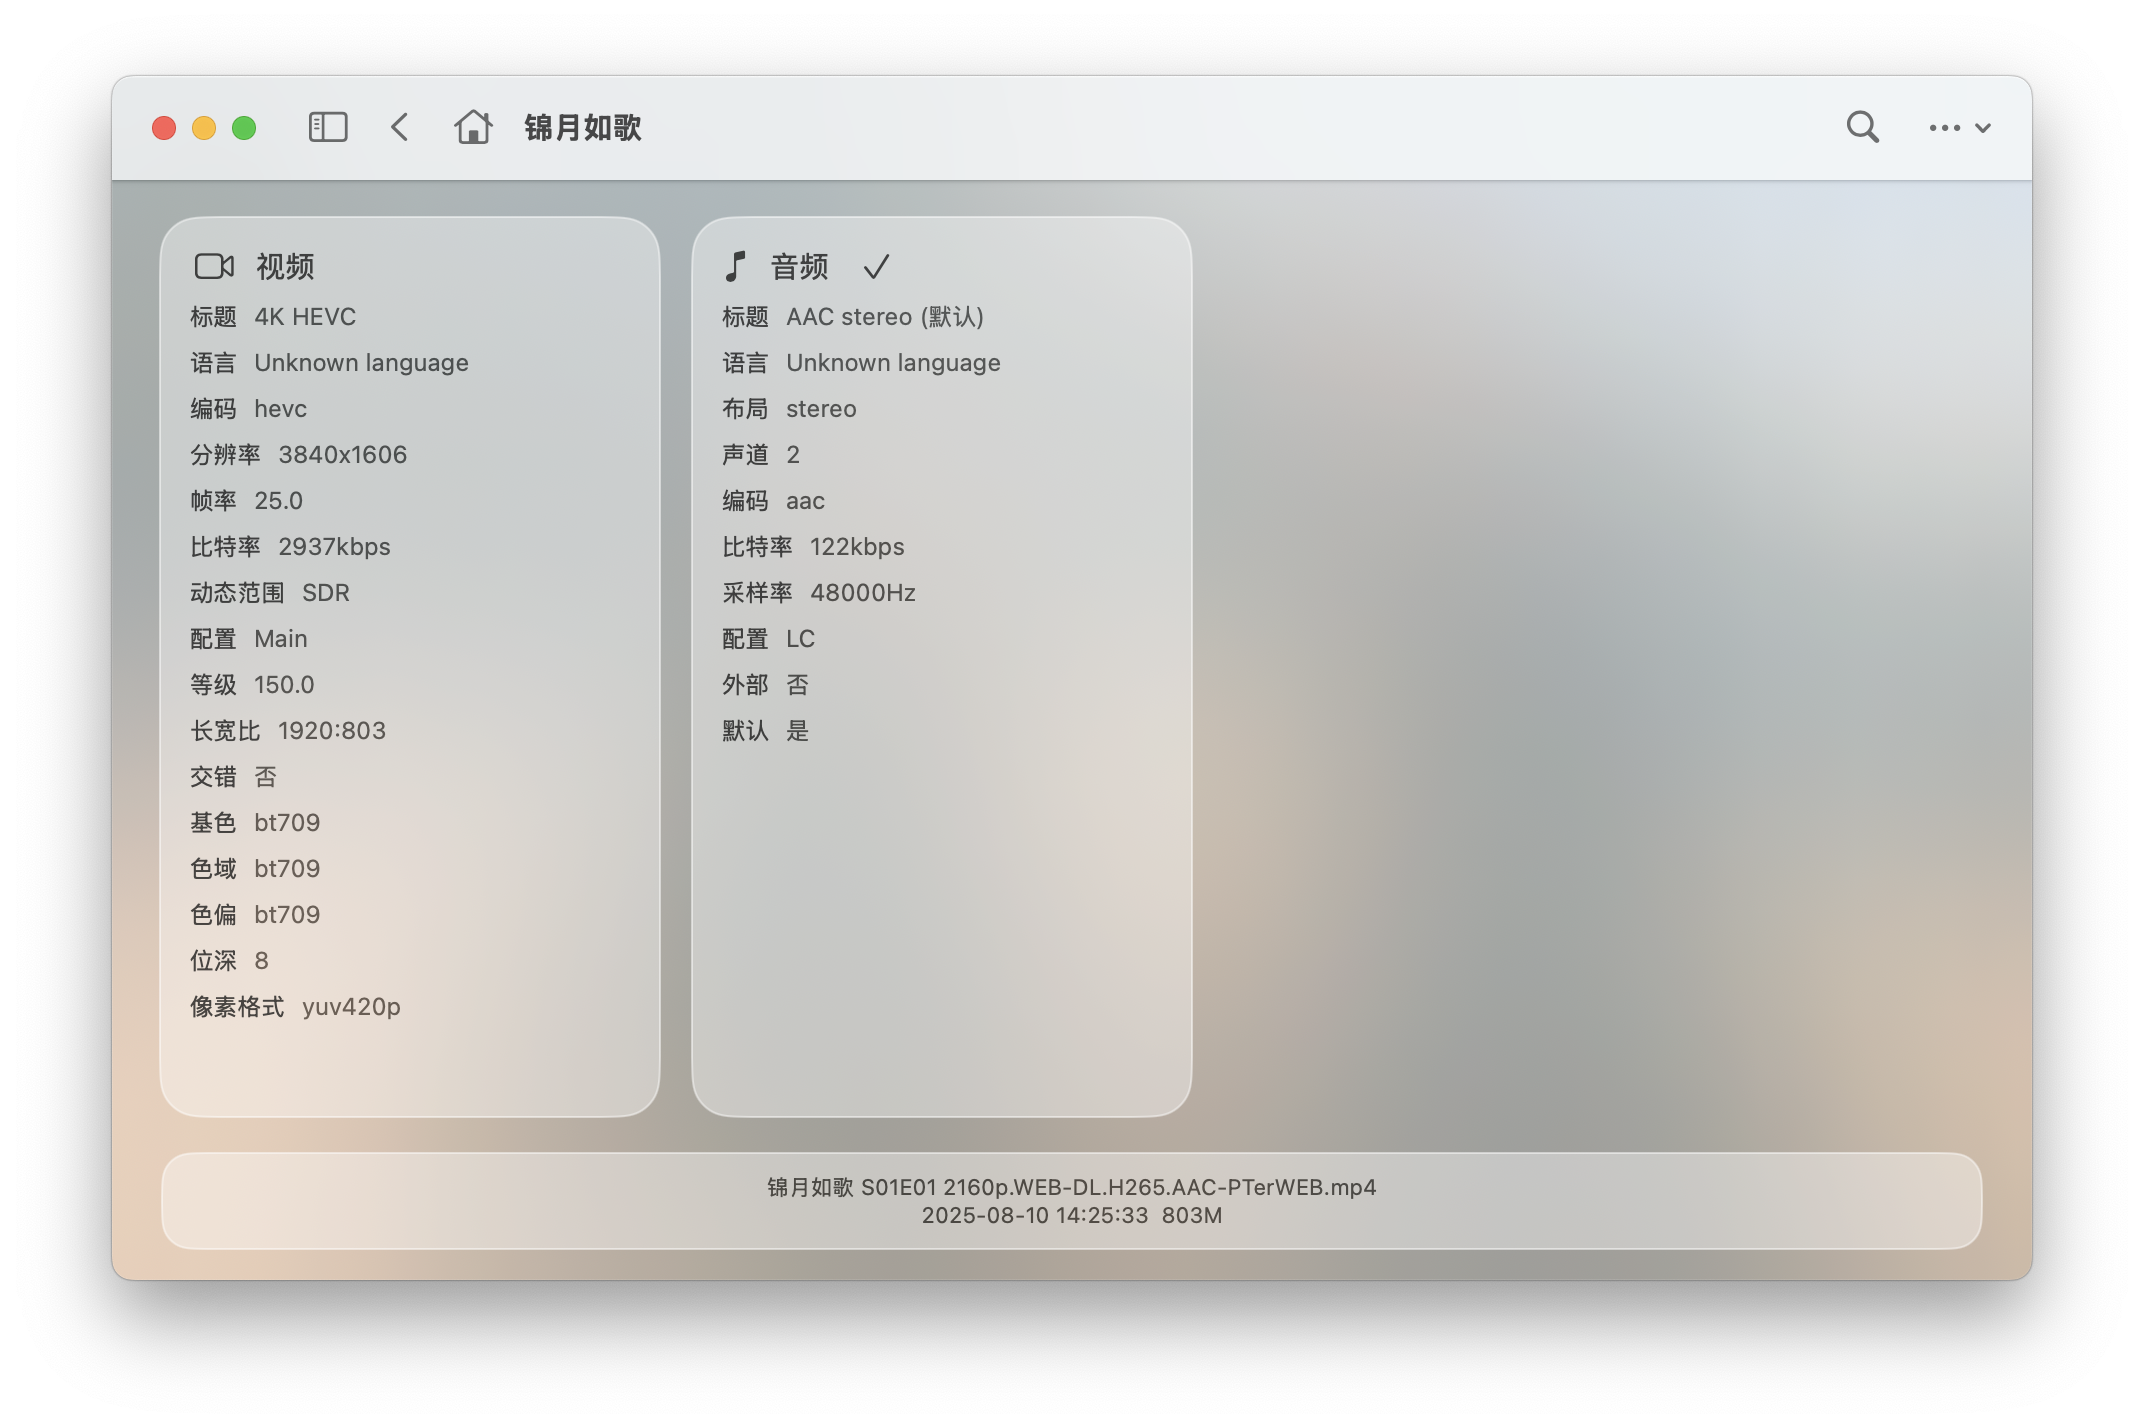 锦月如歌
视频
标题 4K HEVC
语言 Unknown language
编码 hevc
分辨率 3840x1606
帧率 25.0
比特率 2937kbps
动态范围 SDR
配置 Main
等级 150.0
长宽比 1920:803
交错 否
基色 bt709
色域 bt709
色偏 bt709
位深 8
像素格式 yuv420p
音频
标题 AAC stereo (默认)
语言 Unknown language
布局 stereo
声道 2
编码 aac
比特率 122kbps
采样率 48000Hz
配置 LC
外部 否
默认 是
锦月如歌 S01E01 2160p.WEB-DL.H265.AAC-PTerWEB.mp4
2025-08-10 14:25:33 803M